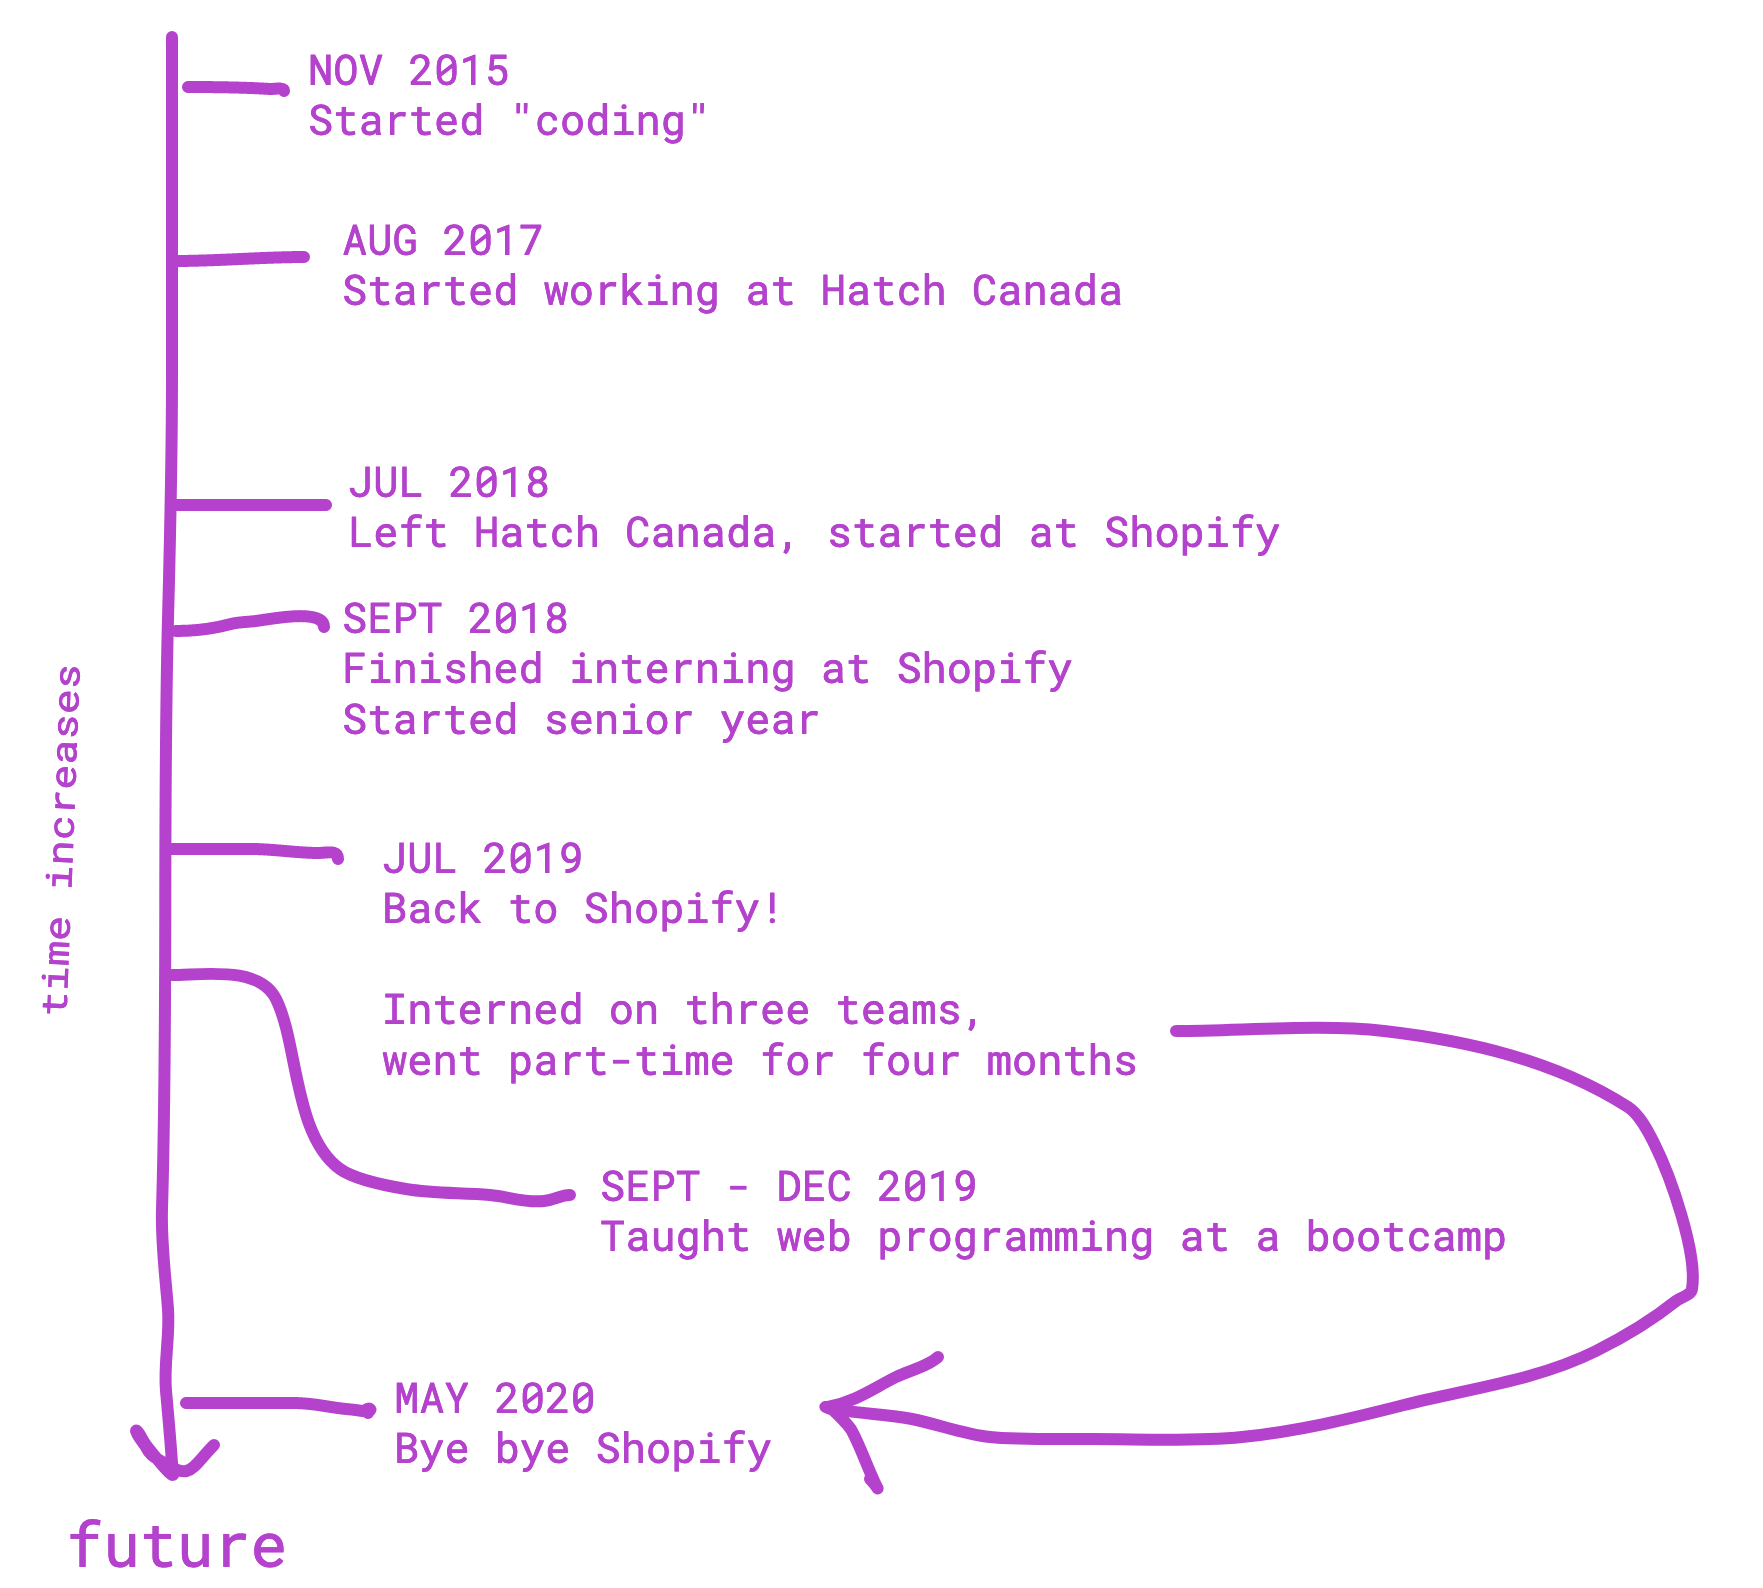 NOV 2015
Started "coding"
AUG 2017
Started working at Hatch Canada
JUL 2018
Left Hatch Canada, started at Shopify
SEPT 2018
Finished interning at Shopify
Started senior year
time increases
JUL 2019
Back to Shopify!
Interned on three teams,
went part-time for four months
SEPT - DEC 2019
Taught web programming at a bootcamp
MAY 2020
Bye bye Shopify
future